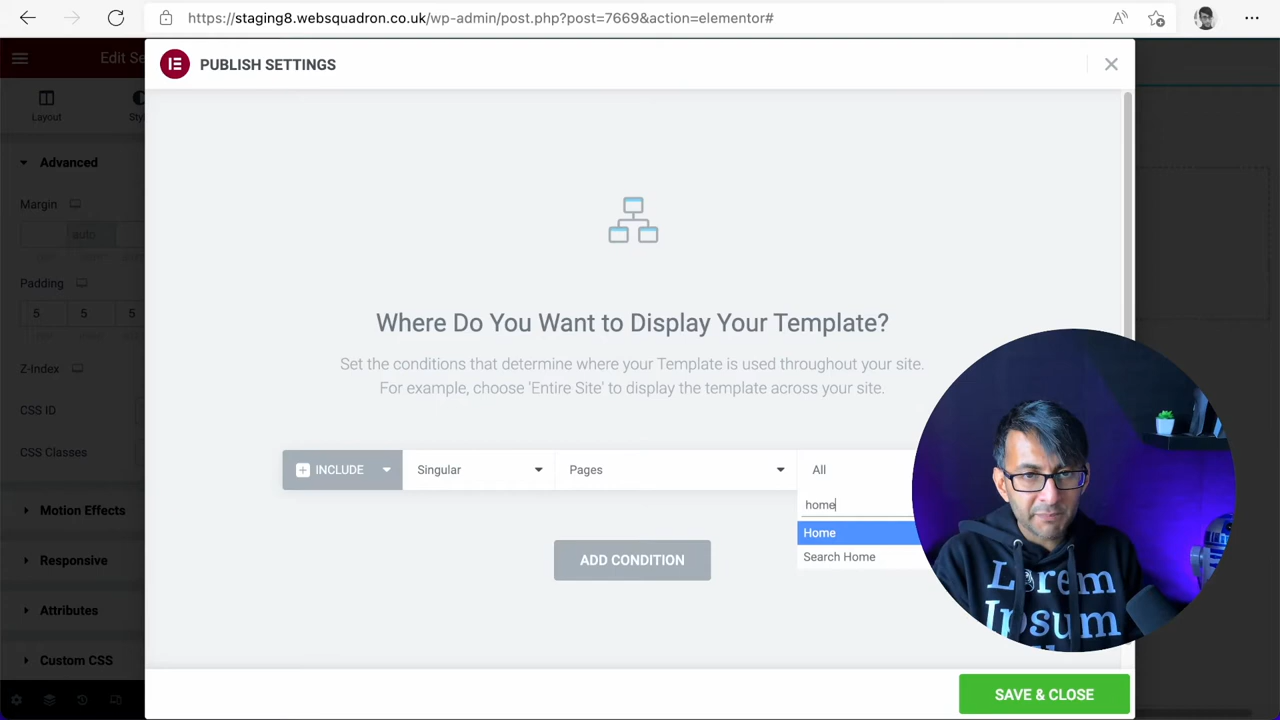 https://staging8.websquadron.co.uk/wp-admin/post.php?post=7669&action=elementor#
Edit Se
PUBLISH SETTINGS
Layout
Sty
Advanced
Margin
auto
Padding
5
5
5
Z-Index
CSS ID
CSS Classes
Motion Effects
Responsive
Attributes
Custom CSS
Where Do You Want to Display Your Template?
Set the conditions that determine where your Template is used throughout your site.
For example, choose 'Entire Site' to display the template across your site.
INCLUDE
Singular
Pages
All
home
Home
Search Home
ADD CONDITION
Lorem
Ipsum
SAVE & CLOSE